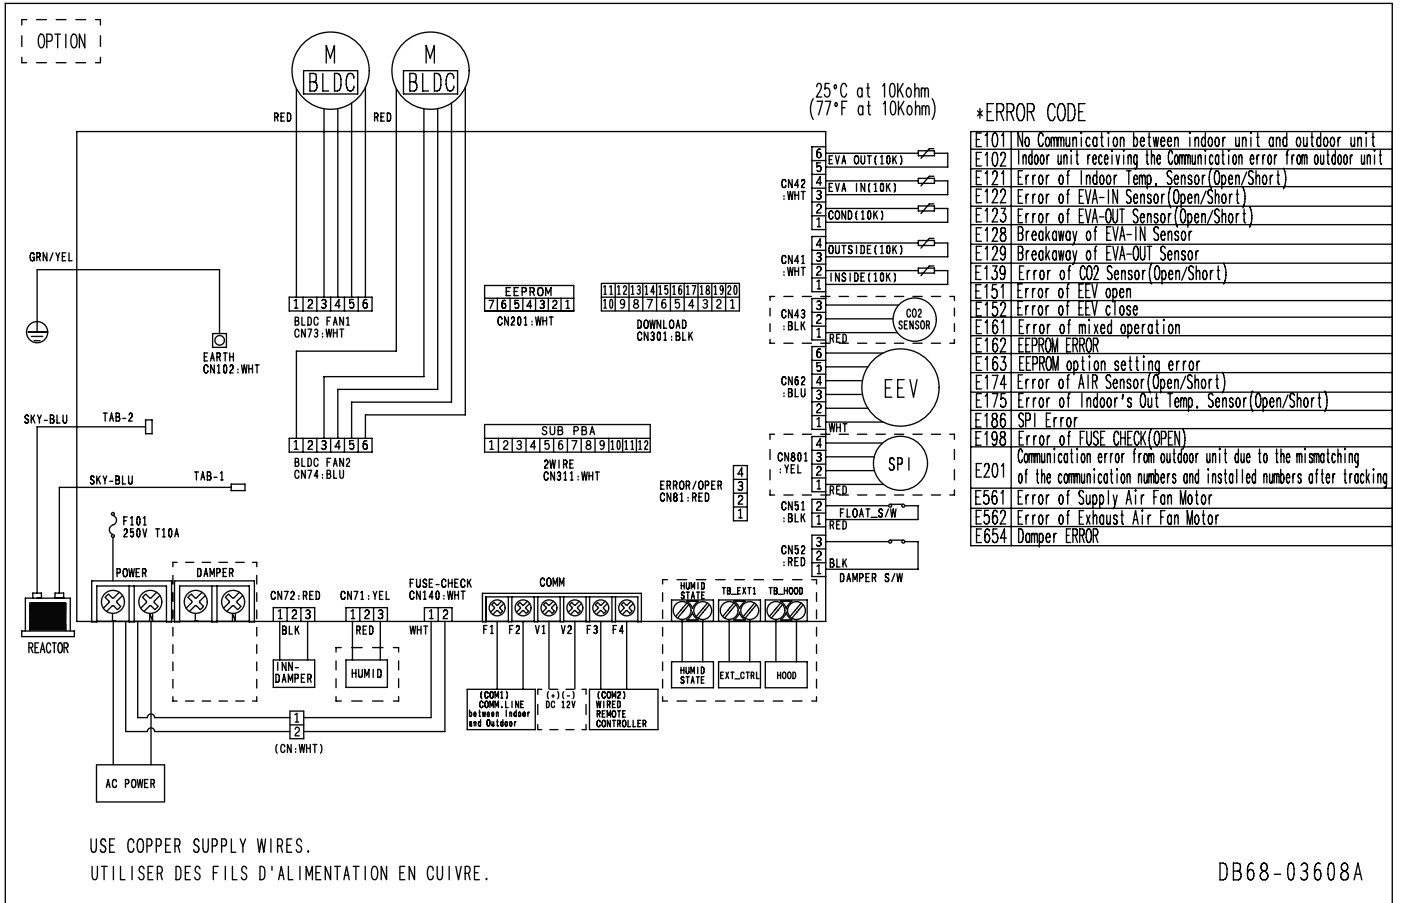 OPTION
M
BLDC
M
BLDC
RED
RED
25°C at 10Kohm
(77°F at 10Kohm)
*ERROR CODE
E101 No Communication between indoor unit and outdoor unit
E102 Indoor unit receiving the Communication error from outdoor unit
E121 Error of Indoor Temp. Sensor(Open/Short)
E122 Error of EVA-IN Sensor(Open/Short)
E123 Error of EVA-OUT Sensor(Open/Short)
E128 Breakaway of EVA-IN Sensor
E129 Breakaway of EVA-OUT Sensor
E139 Error of CO2 Sensor(Open/Short)
E151 Error of EEV open
E152 Error of EEV close
E161 Error of mixed operation
E162 EEPROM ERROR
E163 EEPROM option setting error
E174 Error of AIR Sensor(Open/Short)
E175 Error of Indoor's Out Temp. Sensor(Open/Short)
E186 SPI Error
E198 Error of FUSE CHECK(OPEN)
E201 Communication error from outdoor unit due to the mismatching
of the communication numbers and installed numbers after tracking
E561 Error of Supply Air Fan Motor
E562 Error of Exhaust Air Fan Motor
E654 Damper ERROR
CN42
:WHT
6
5
4
3
2
1
EVA OUT(10K)
EVA IN(10K)
COND(10K)
CN41
:WHT
4
3
2
1
OUTSIDE(10K)
INSIDE(10K)
CN43
:BLK
3
2
1
RED
CO2
SENSOR
CN62
:BLU
6
5
4
3
2
1
WHT
EEV
CN801
:YEL
4
3
2
1
RED
SPI
CN51
:BLK
2
1
FLOAT_S/W
RED
CN52
:RED
3
2
1
BLK
DAMPER S/W
GRN/YEL
EARTH
CN102:WHT
1 2 3 4 5 6
BLDC FAN1
CN73:WHT
EEPROM
7 6 5 4 3 2 1
CN201:WHT
11 12 13 14 15 16 17 18 19 20
10 9 8 7 6 5 4 3 2 1
DOWNLOAD
CN301:BLK
SKY-BLU
TAB-2
1 2 3 4 5 6
BLDC FAN2
CN74:BLU
SUB PBA
1 2 3 4 5 6 7 8 9 10 11 12
2WIRE
CN311:WHT
ERROR/OPER
CN81:RED
4
3
2
1
SKY-BLU
TAB-1
F101
250V T10A
POWER
L
N
DAMPER
L
N
REACTOR
CN72:RED
1 2 3
BLK
INN-
DAMPER
CN71:YEL
1 2 3
RED
HUMID
FUSE-CHECK
CN140:WHT
1 2
WHT
COMM
F1 F2 V1 V2 F3 F4
(COM1)
COMM.LINE
between Indoor
and Outdoor
(+)(-)
DC 12V
(COM2)
WIRED
REMOTE
CONTROLLER
HUMID
STATE
TB_EXT1
TB_HOOD
HUMID
STATE
EXT_CTRL
HOOD
1
2
(CN:WHT)
AC POWER
USE COPPER SUPPLY WIRES.
UTILISER DES FILS D'ALIMENTATION EN CUIVRE.
DB68-03608A